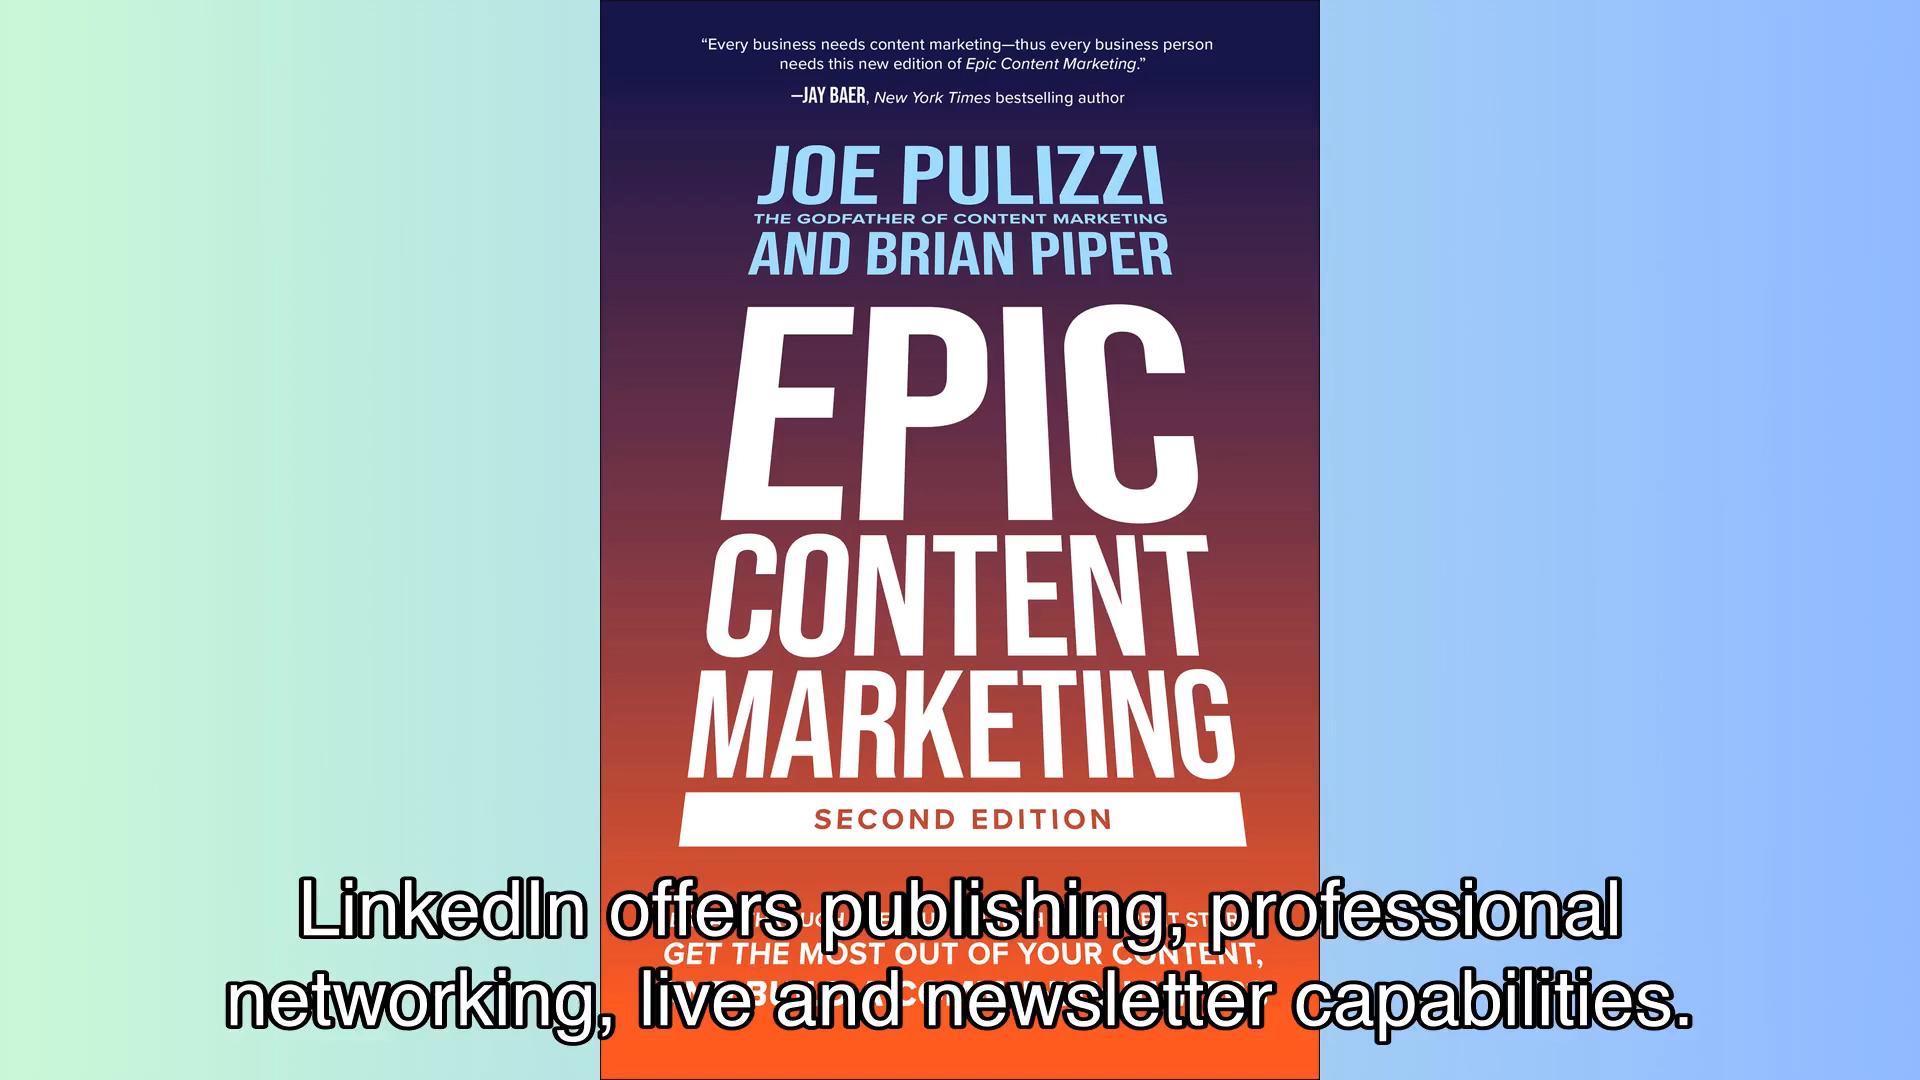 “Every business needs content marketing—thus every business person
needs this new edition of Epic Content Marketing.”
—JAY BAER, New York Times bestselling author
JOE PULIZZI
THE GODFATHER OF CONTENT MARKETING
AND BRIAN PIPER
EPIC
CONTENT
MARKETING
SECOND EDITION
LinkedIn offers publishing, professional
GET THE MOST OUT OF YOUR CONTENT,
networking, live and newsletter capabilities.